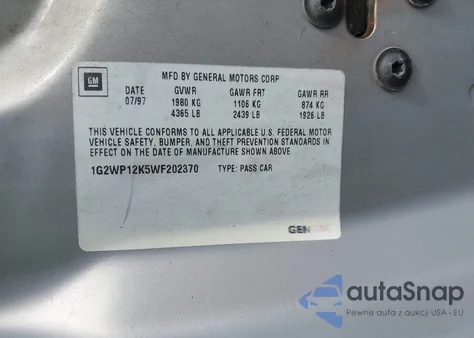 GM
MFD BY GENERAL MOTORS CORP
DATE GVWR GAWR FRT GAWR RR
07/97 1980 KG 1106 KG 874 KG
4365 LB 2439 LB 1926 LB
THIS VEHICLE CONFORMS TO ALL APPLICABLE U.S. FEDERAL MOTOR
VEHICLE SAFETY, BUMPER, AND THEFT PREVENTION STANDARDS
IN EFFECT ON THE DATE OF MANUFACTURE SHOWN ABOVE.
1G2WP12K5WF202370 TYPE: PASS CAR
autoSnap
Pewne auta z aukcji USA - EU